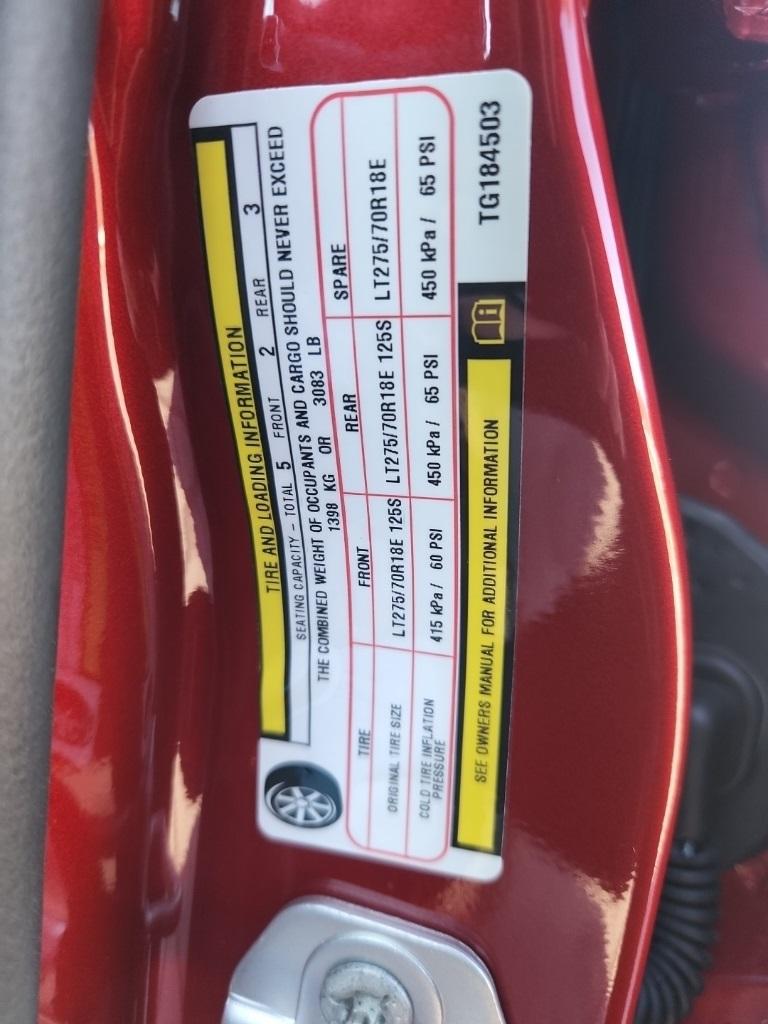 TIRE AND LOADING INFORMATION
SEATING CAPACITY - TOTAL 5 FRONT 2 REAR 3
THE COMBINED WEIGHT OF OCCUPANTS AND CARGO SHOULD NEVER EXCEED
1398 KG OR 3083 LB
TIRE FRONT REAR SPARE
ORIGINAL TIRE SIZE LT275/70R18E 125S LT275/70R18E 125S LT275/70R18E
COLD TIRE INFLATION PRESSURE 415 kPa/ 60 PSI 450 kPa/ 65 PSI 450 kPa/ 65 PSI
SEE OWNERS MANUAL FOR ADDITIONAL INFORMATION
TG184503